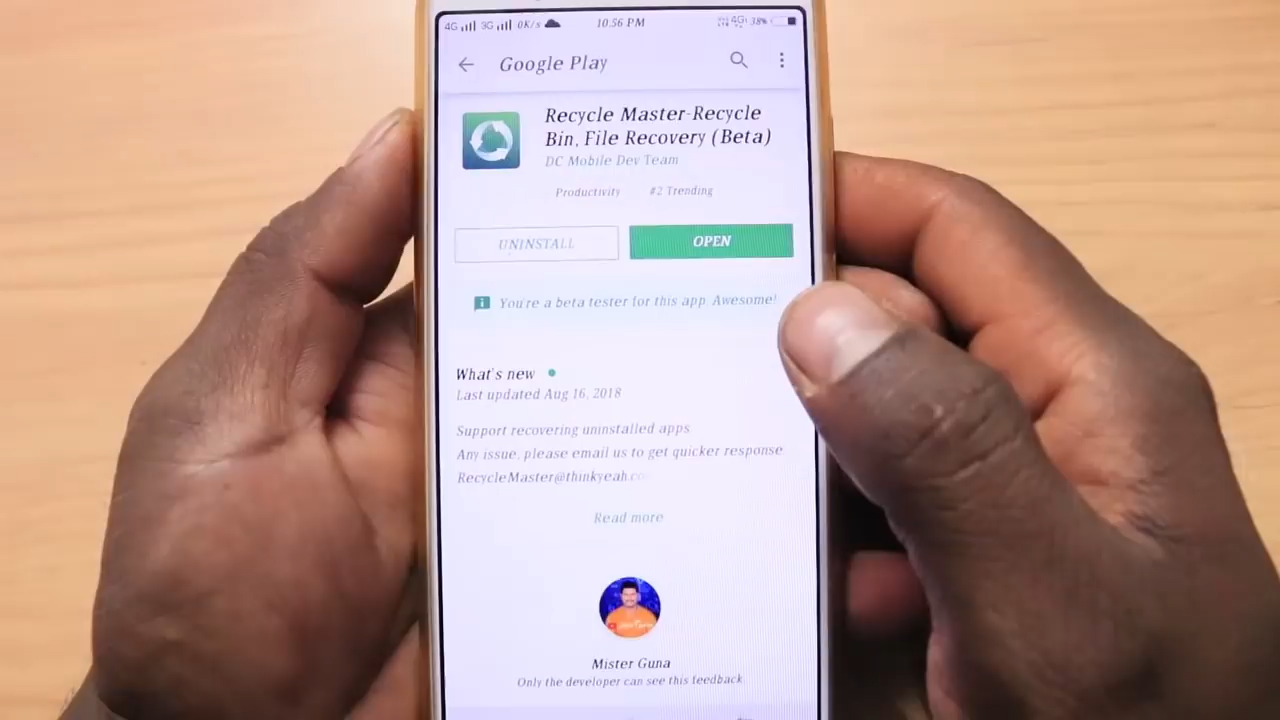 4G 3G 0K/s 10:56 PM 4G 38%
Google Play
Recycle Master-Recycle
Bin, File Recovery (Beta)
DC Mobile Dev Team
Productivity #2 Trending
UNINSTALL OPEN
You're a beta tester for this app. Awesome!
What's new
Last updated Aug 16, 2018
Support recovering uninstalled apps
Any issue, please email us to get quicker response
RecycleMaster@thinkyeah.co
Read more
Mister Guna
Only the developer can see this feedback.